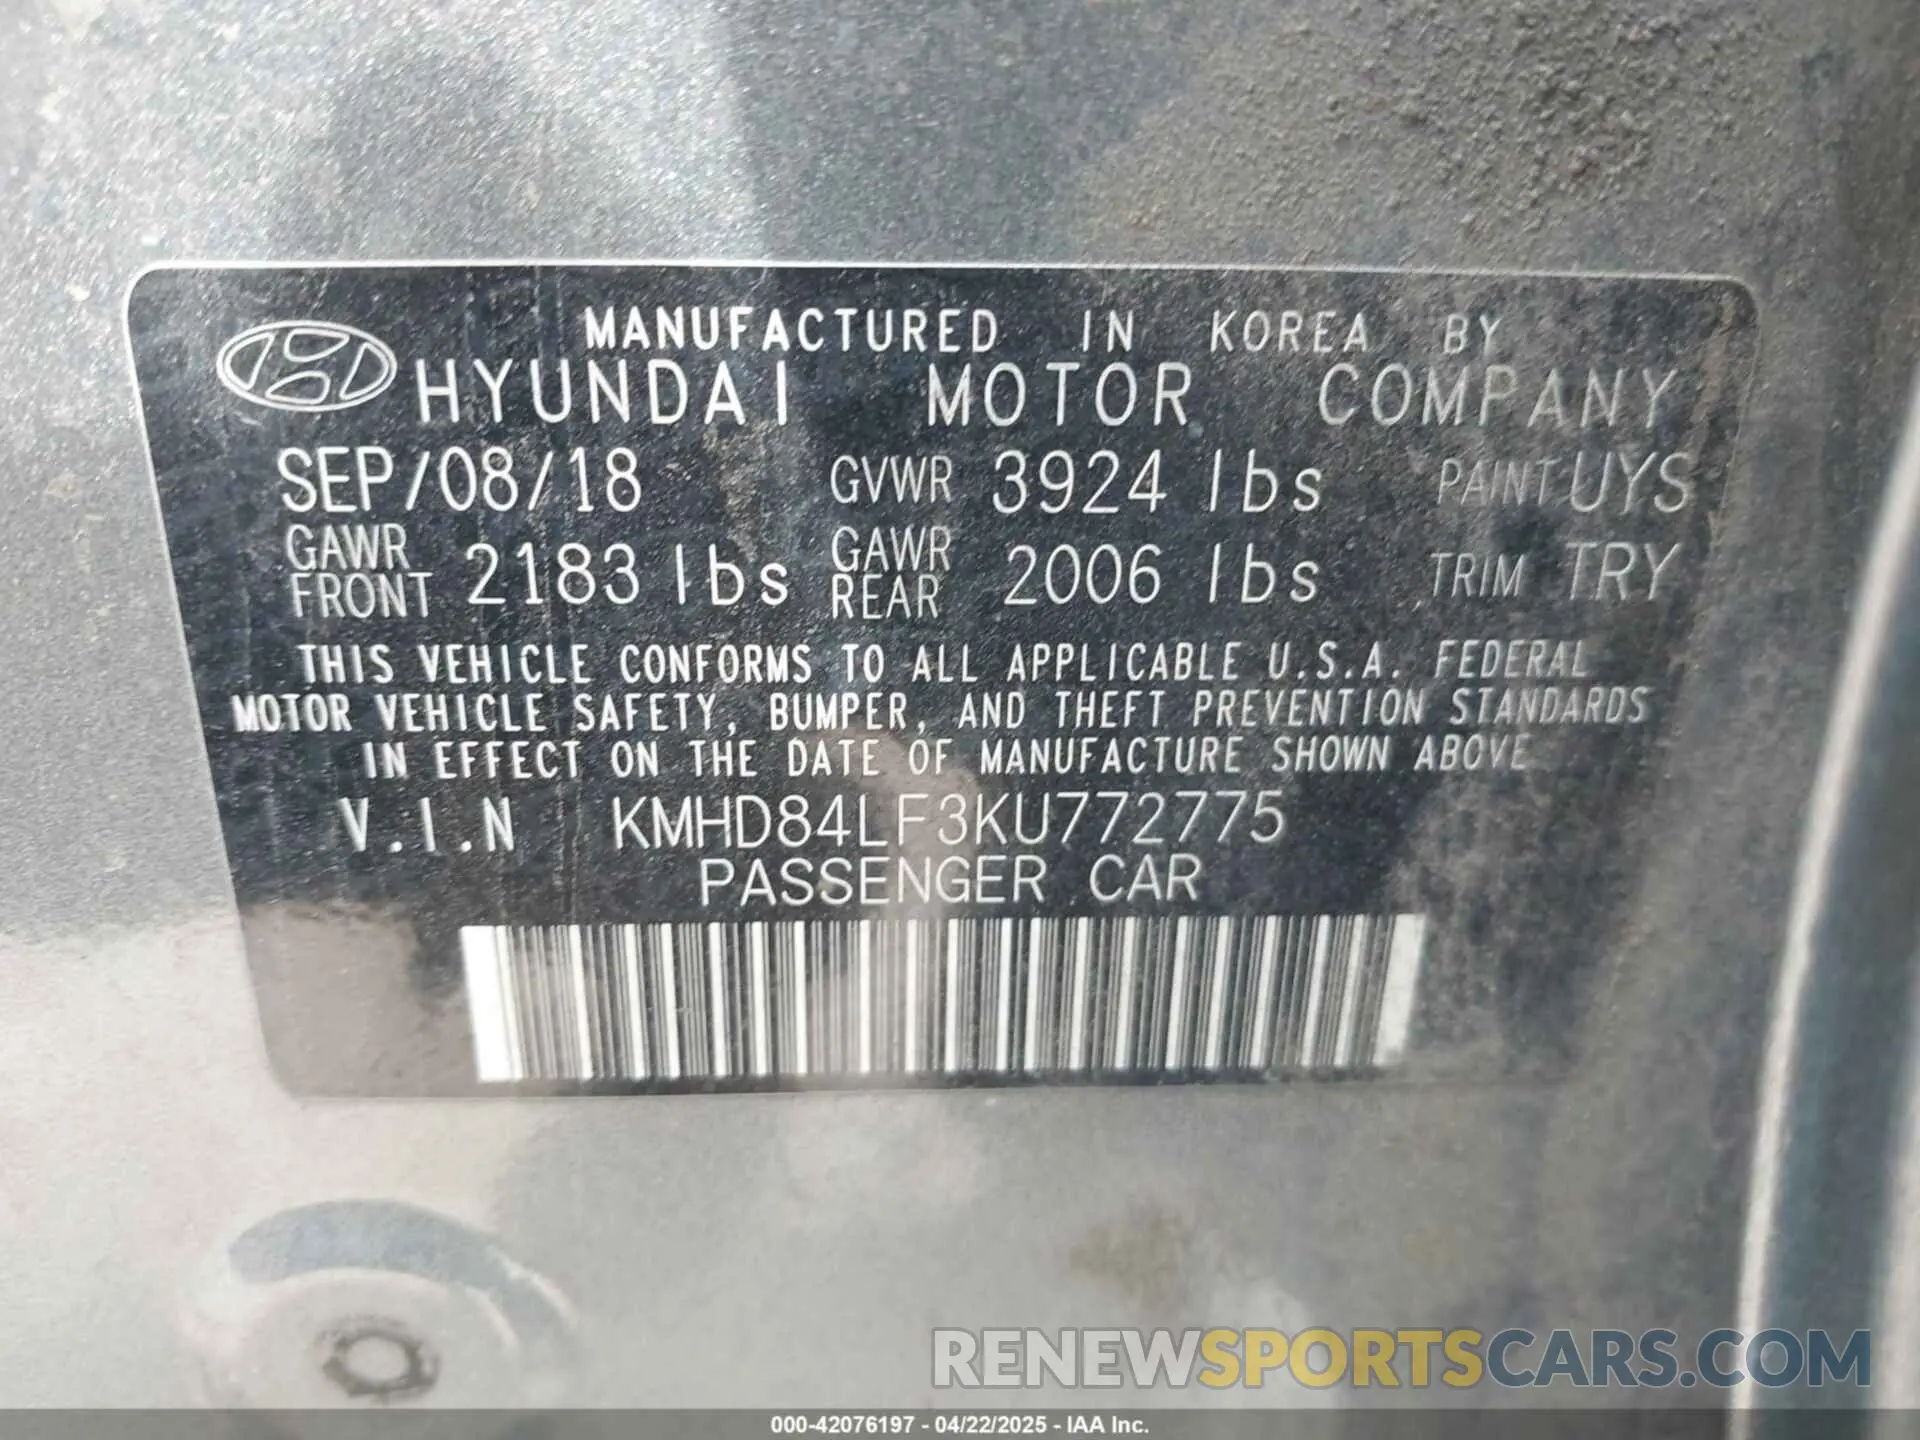 MANUFACTURED IN KOREA BY
HYUNDAI MOTOR COMPANY
SEP/08/18 GVWR 3924 lbs PAINT UYS
GAWR FRONT 2183 lbs GAWR REAR 2006 lbs TRIM TRY
THIS VEHICLE CONFORMS TO ALL APPLICABLE U.S.A. FEDERAL
MOTOR VEHICLE SAFETY, BUMPER, AND THEFT PREVENTION STANDARDS
IN EFFECT ON THE DATE OF MANUFACTURE SHOWN ABOVE
V.I.N KMHD84LF3KU772775
PASSENGER CAR
RENEWSPORTSCARS.COM
000-42076197 - 04/22/2025 - IAA Inc.